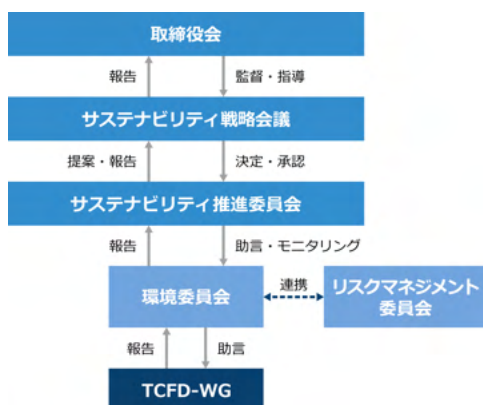 取締役会
報告
監督・指導
サステナビリティ戦略会議
提案・報告
決定・承認
サステナビリティ推進委員会
報告
助言・モニタリング
環境委員会
連携
リスクマネジメント
委員会
報告
助言
TCFD-WG